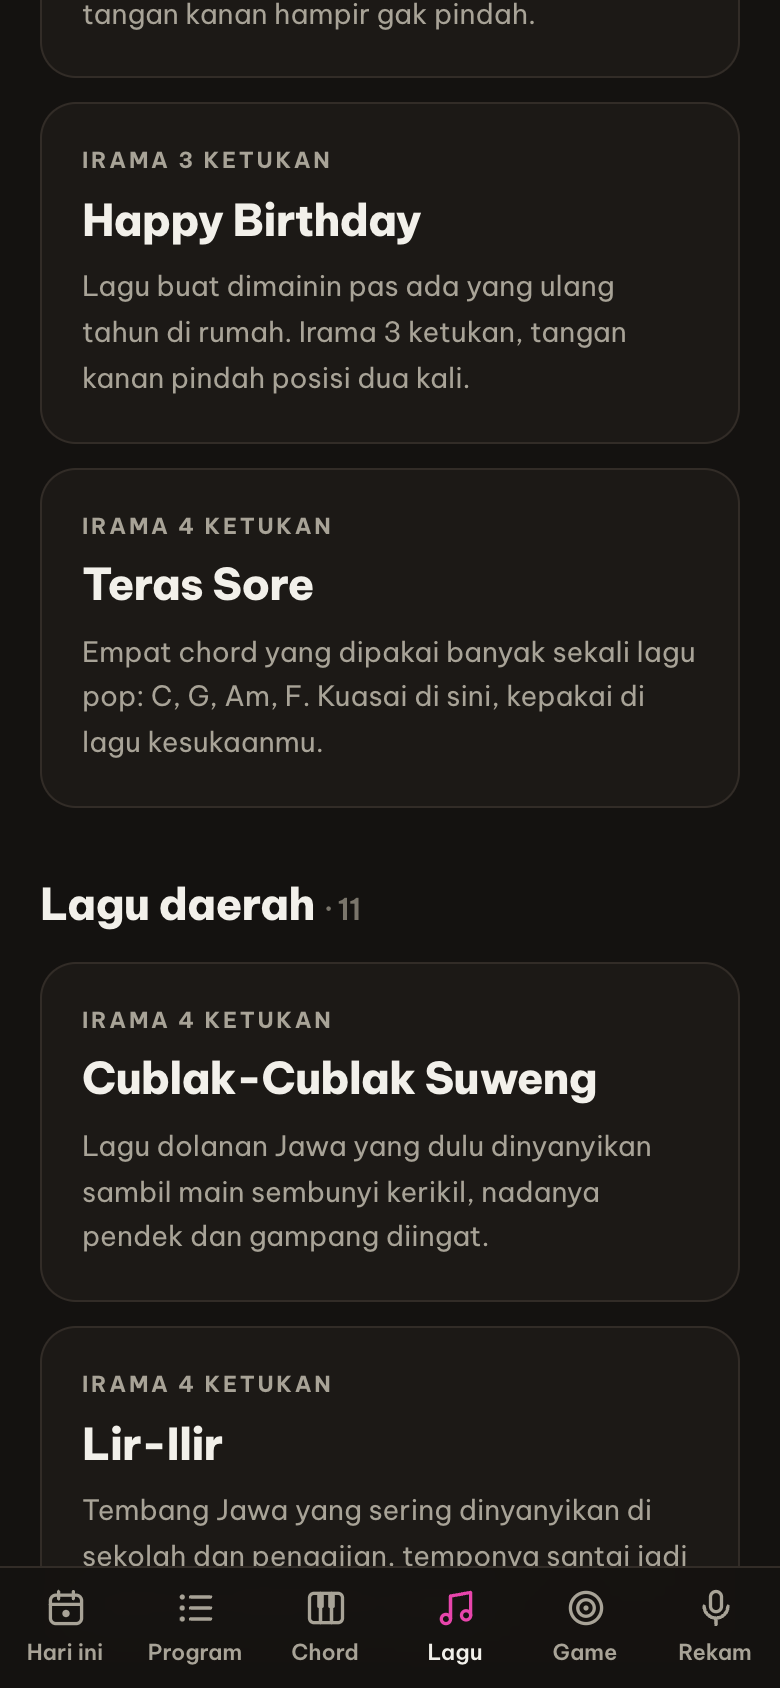 tangan kanan hampir gak pindah.
IRAMA 3 KETUKAN
Happy Birthday
Lagu buat dimainin pas ada yang ulang
tahun di rumah. Irama 3 ketukan, tangan
kanan pindah posisi dua kali.
IRAMA 4 KETUKAN
Teras Sore
Empat chord yang dipakai banyak sekali lagu
pop: C, G, Am, F. Kuasai di sini, kepakai di
lagu kesukaanmu.
Lagu daerah · 11
IRAMA 4 KETUKAN
Cublak-Cublak Suweng
Lagu dolanan Jawa yang dulu dinyanyikan
sambil main sembunyi kerikil, nadanya
pendek dan gampang diingat.
IRAMA 4 KETUKAN
Lir-Ilir
Tembang Jawa yang sering dinyanyikan di
sekolah dan pengajian, temponya santai jadi
Hari ini
Program
Chord
Lagu
Game
Rekam